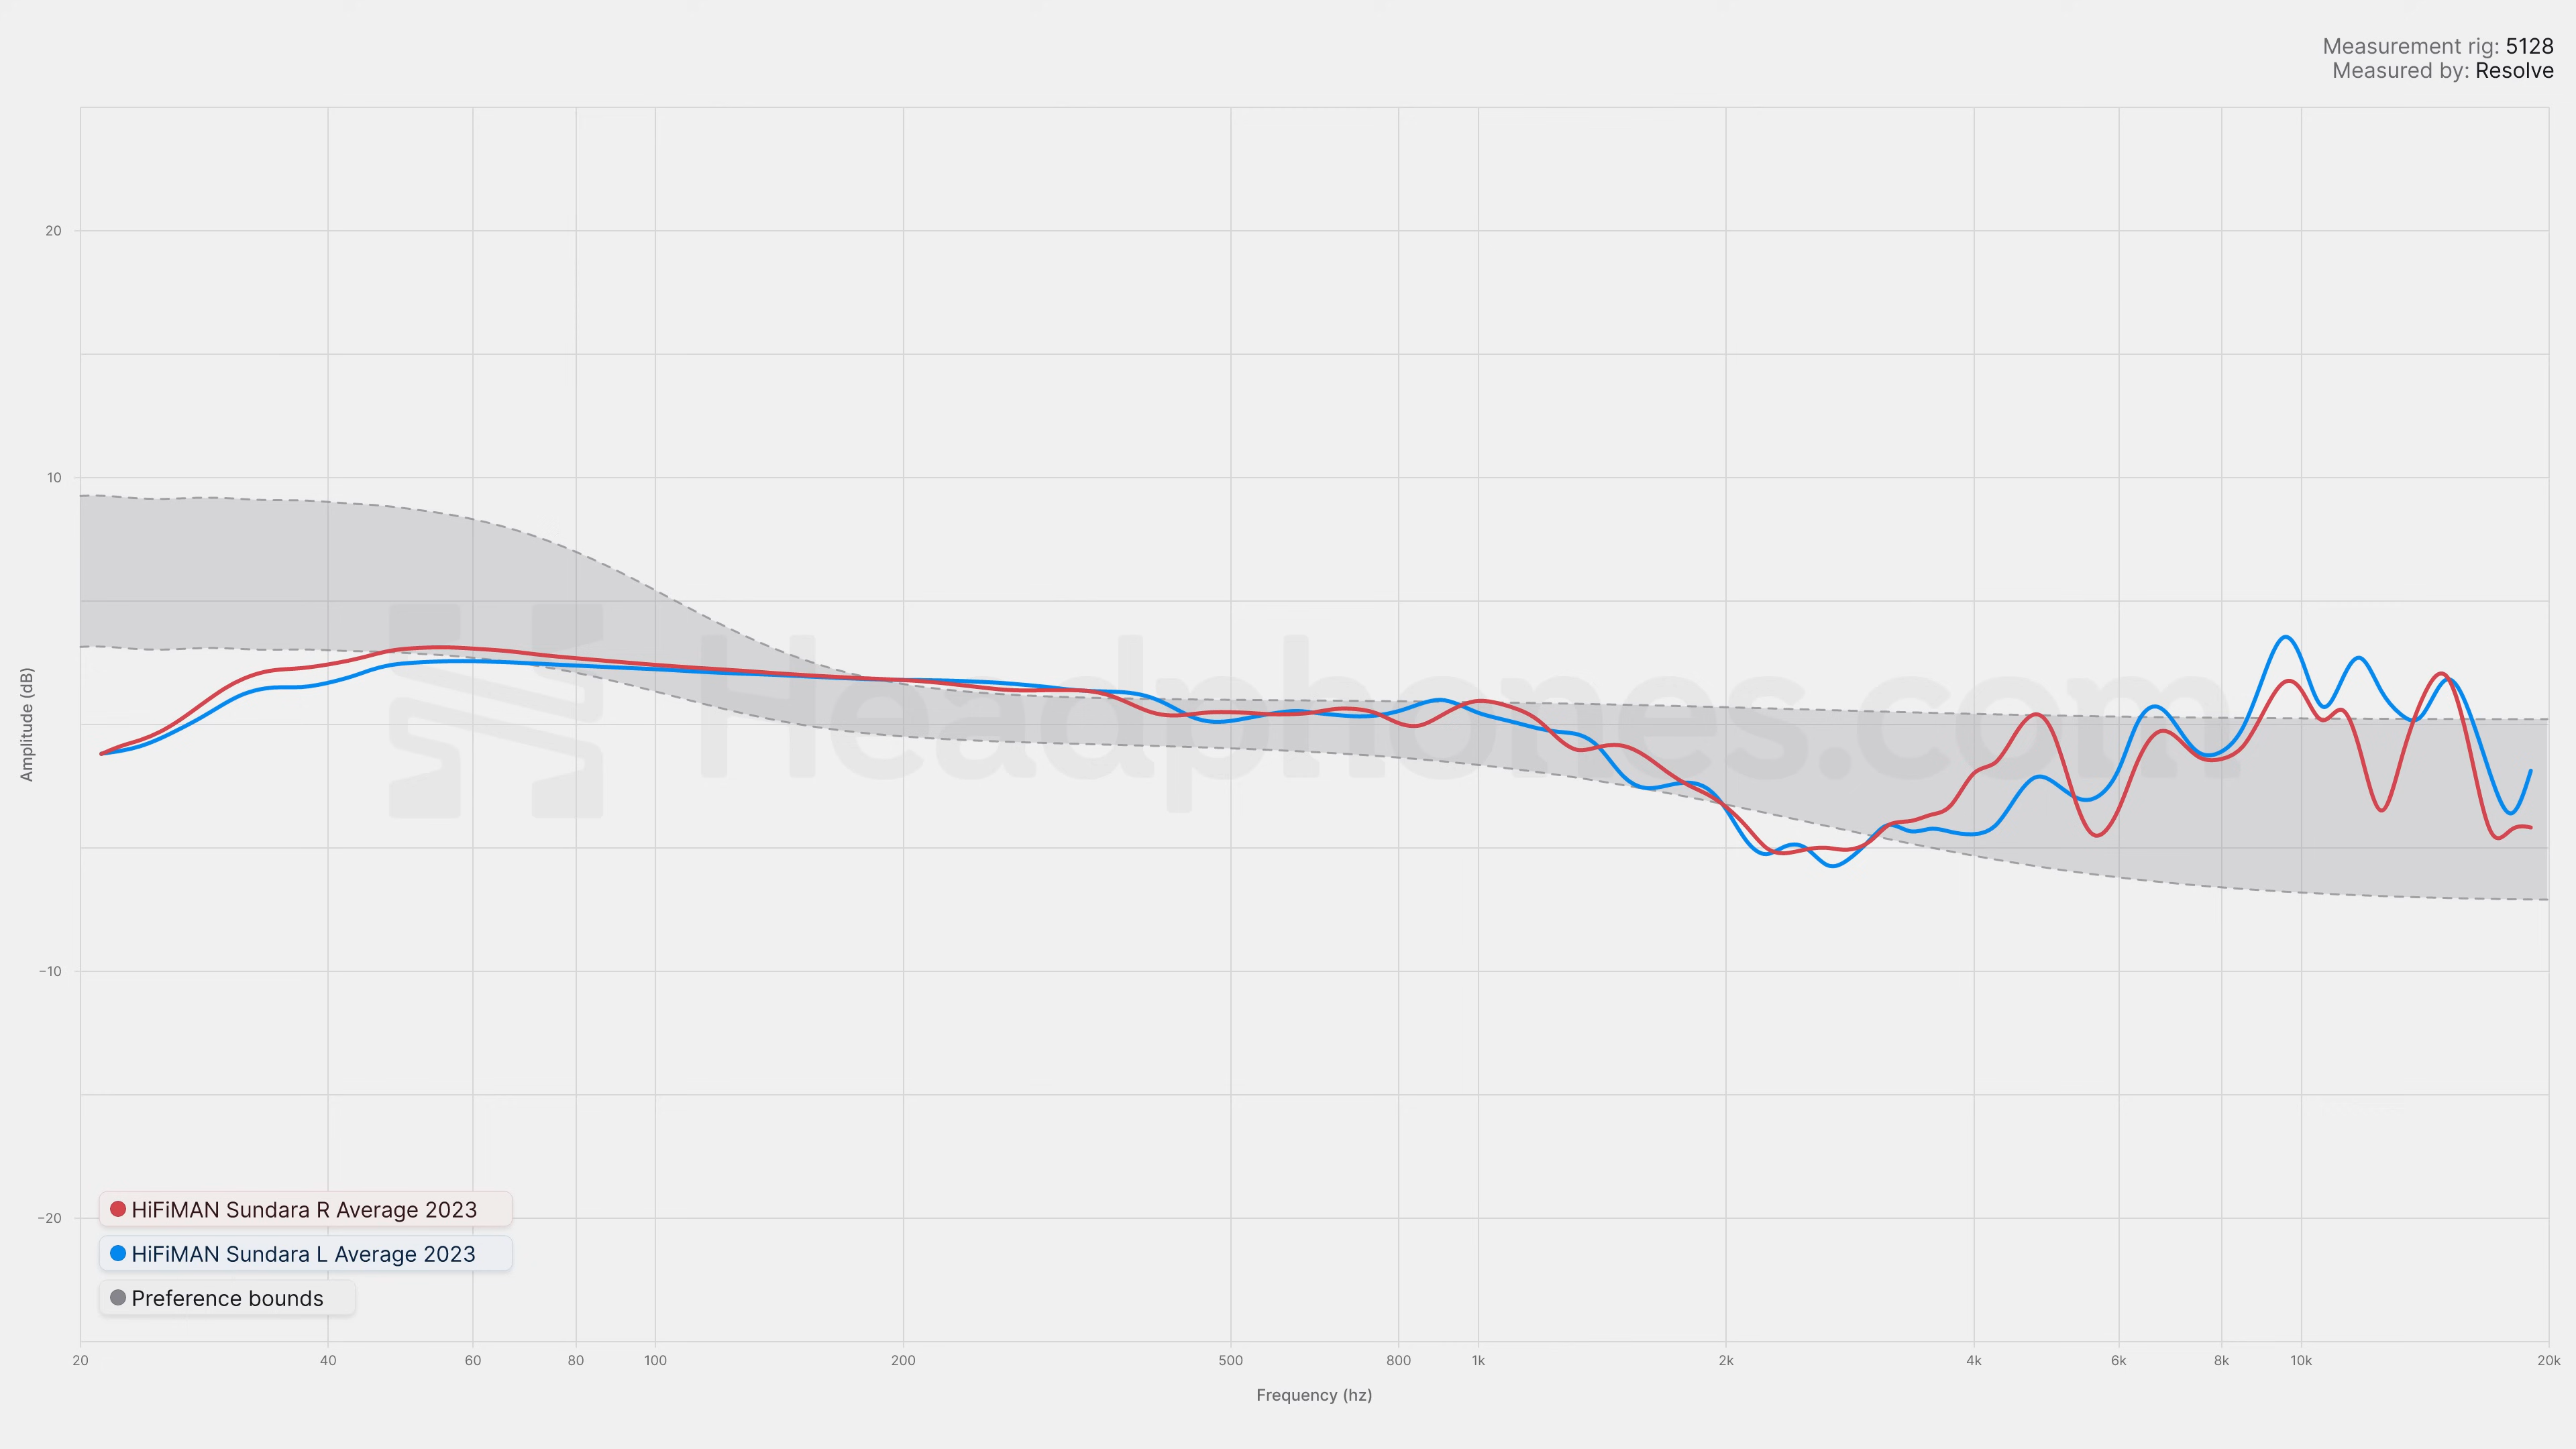 Measurement rig: 5128
Measured by: Resolve
20
10
−10
−20
Amplitude (dB)
Headphones.com
HiFiMAN Sundara R Average 2023
HiFiMAN Sundara L Average 2023
Preference bounds
20 40 60 80 100 200 500 800 1k 2k 4k 6k 8k 10k 20k
Frequency (hz)